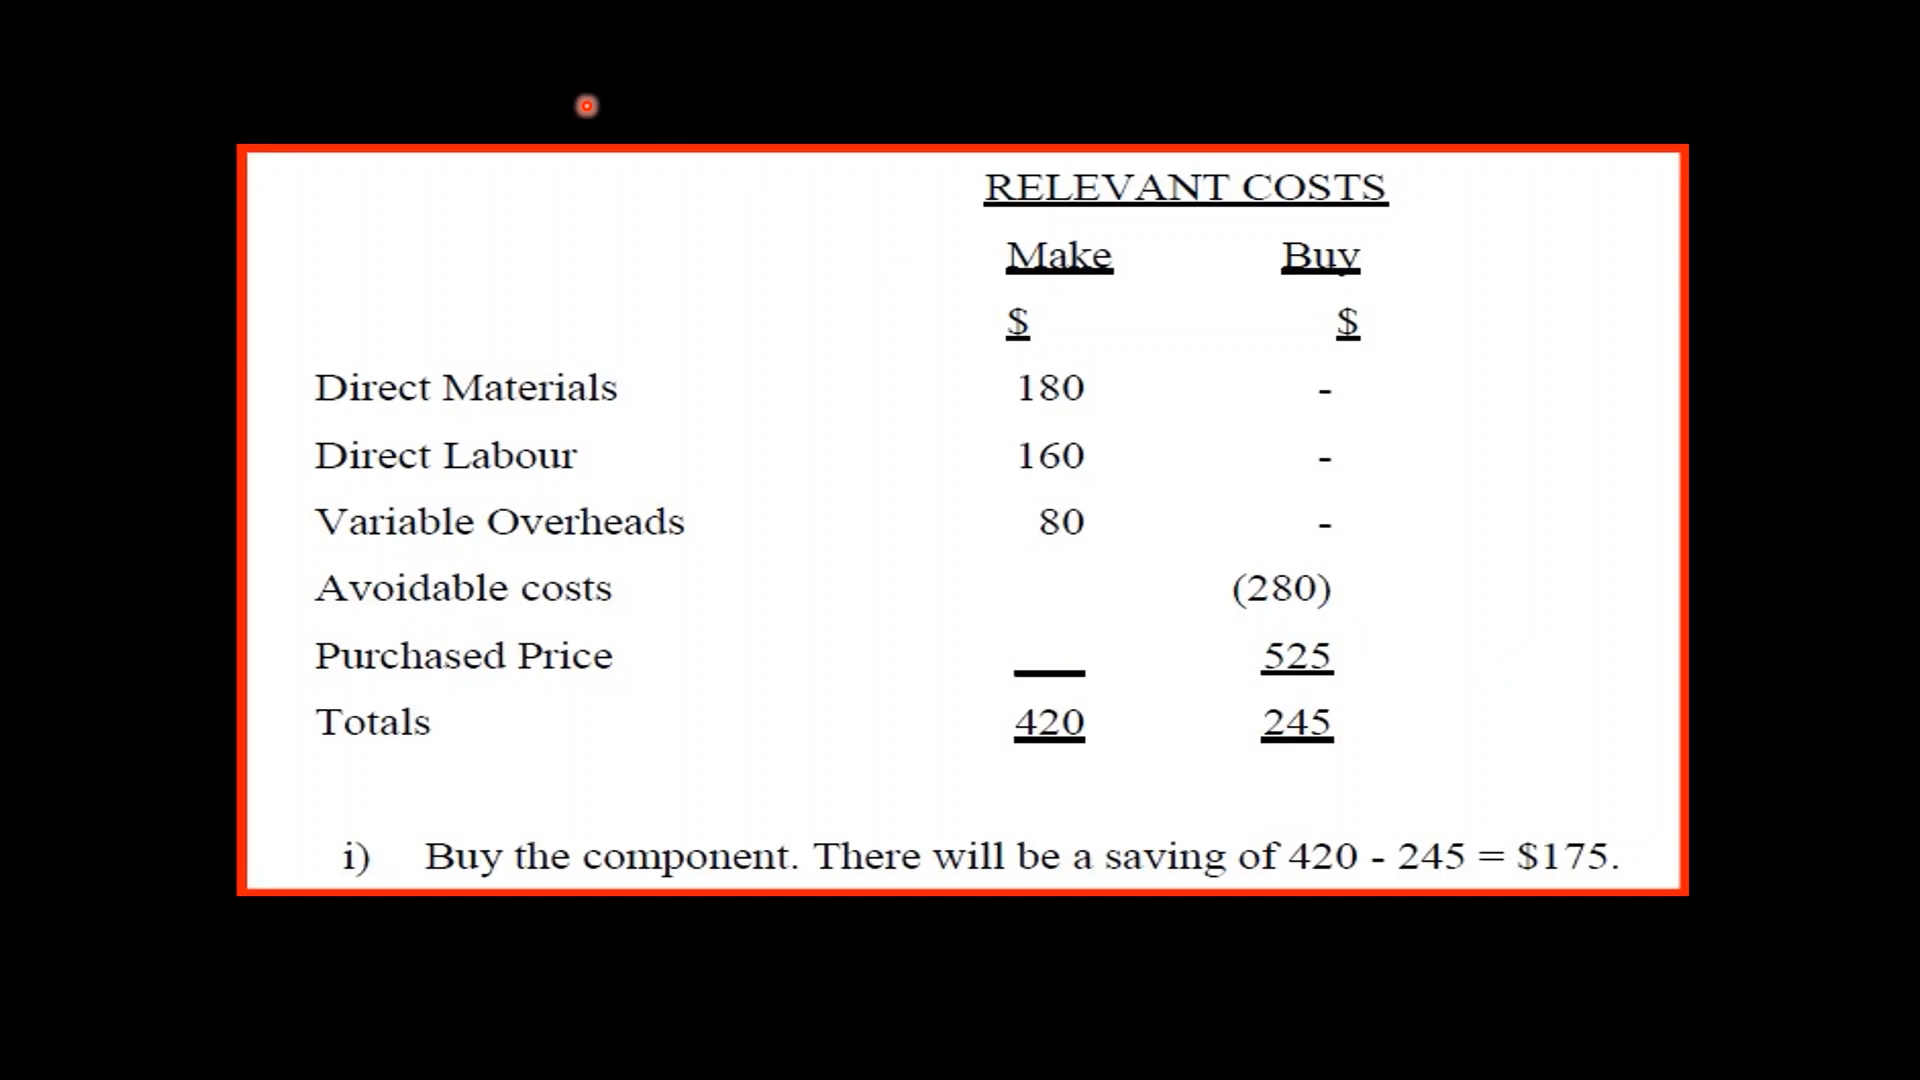 RELEVANT COSTS
Make Buy
$ $
Direct Materials 180 -
Direct Labour 160 -
Variable Overheads 80 -
Avoidable costs (280)
Purchased Price 525
Totals 420 245
i) Buy the component. There will be a saving of 420 - 245 = $175.